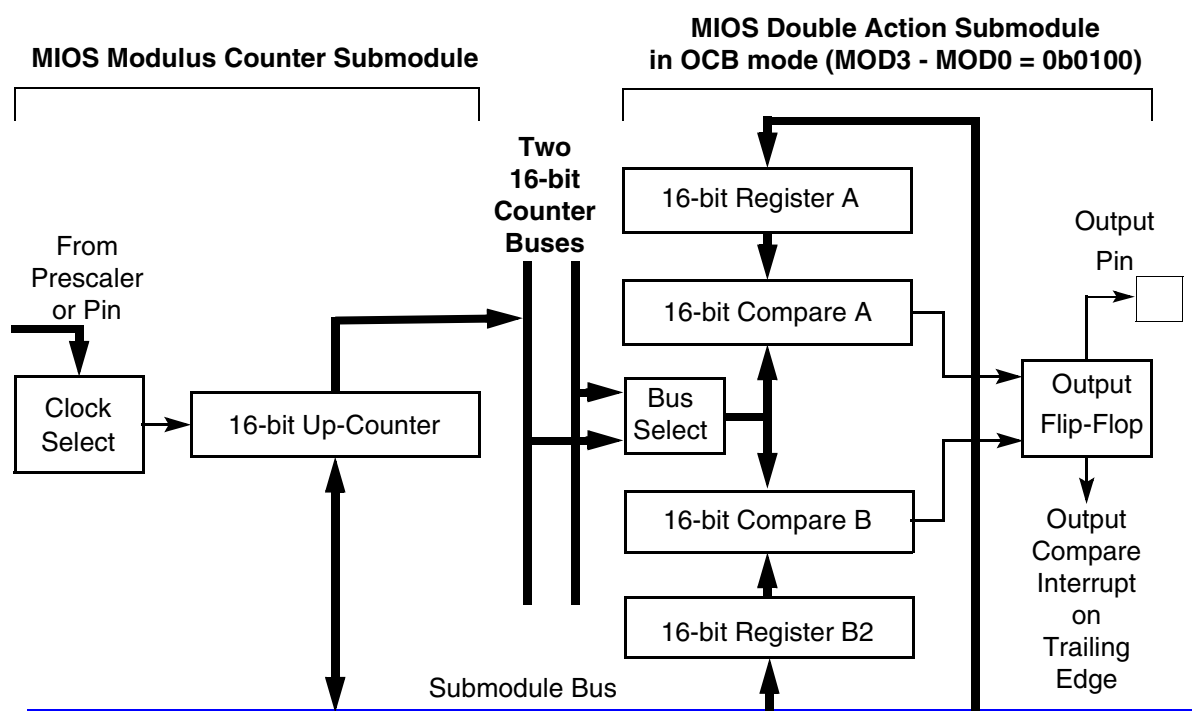 MIOS Modulus Counter Submodule
MIOS Double Action Submodule
in OCB mode (MOD3 - MOD0 = 0b0100)
Two
16-bit
Counter
Buses
From
Prescaler
or Pin
Clock
Select
16-bit Up-Counter
16-bit Register A
16-bit Compare A
Bus
Select
16-bit Compare B
16-bit Register B2
Output
Pin
Output
Flip-Flop
Output
Compare
Interrupt
on
Trailing
Edge
Submodule Bus